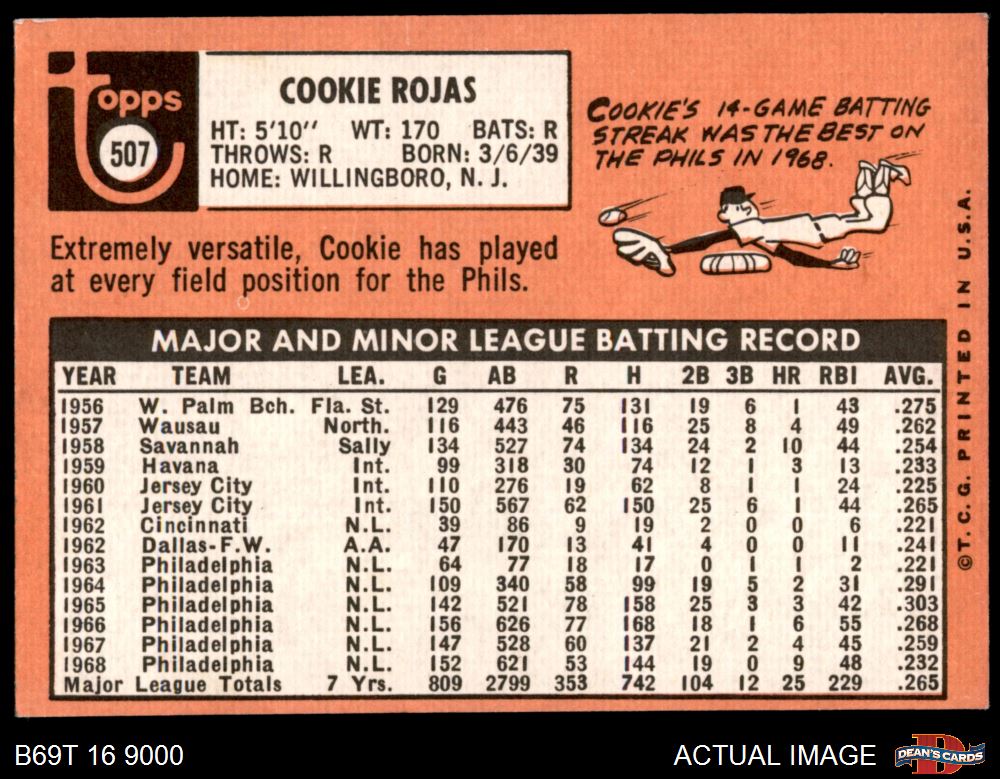 topps
507
COOKIE ROJAS
HT: 5'10" WT: 170 BATS: R
THROWS: R BORN: 3/6/39
HOME: WILLINGBORO, N. J.
COOKIE'S 14-GAME BATTING
STREAK WAS THE BEST ON
THE PHILS IN 1968.
Extremely versatile, Cookie has played
at every field position for the Phils.
MAJOR AND MINOR LEAGUE BATTING RECORD
YEAR TEAM LEA. G AB R H 2B 3B HR RBI AVG.
1956 W. Palm Bch. Fla. St. 129 476 75 131 19 6 1 43 .275
1957 Wausau North. 116 443 46 116 25 8 4 49 .262
1958 Savannah Sally 134 527 74 134 24 2 10 44 .254
1959 Havana Int. 99 318 30 74 12 1 3 13 .233
1960 Jersey City Int. 110 276 19 62 8 1 1 24 .225
1961 Jersey City Int. 150 567 62 150 25 6 1 44 .265
1962 Cincinnati N.L. 39 86 9 19 2 0 0 6 .221
1962 Dallas-F.W. A.A. 47 170 13 41 4 0 0 11 .241
1963 Philadelphia N.L. 64 77 18 17 0 1 1 2 .221
1964 Philadelphia N.L. 109 340 58 99 19 5 2 31 .291
1965 Philadelphia N.L. 142 521 78 158 25 3 3 42 .303
1966 Philadelphia N.L. 156 626 77 168 18 1 6 55 .268
1967 Philadelphia N.L. 147 528 60 137 21 2 4 45 .259
1968 Philadelphia N.L. 152 621 53 144 19 0 9 48 .232
Major League Totals 7 Yrs. 809 2799 353 742 104 12 25 229 .265
©T.C.G. PRINTED IN U.S.A.
B69T 16 9000
ACTUAL IMAGE
DEAN'S CARDS